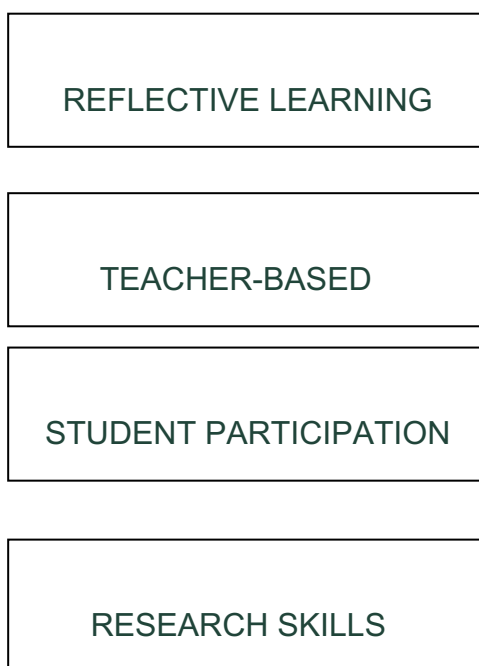 REFLECTIVE LEARNING
TEACHER-BASED
STUDENT PARTICIPATION
RESEARCH SKILLS